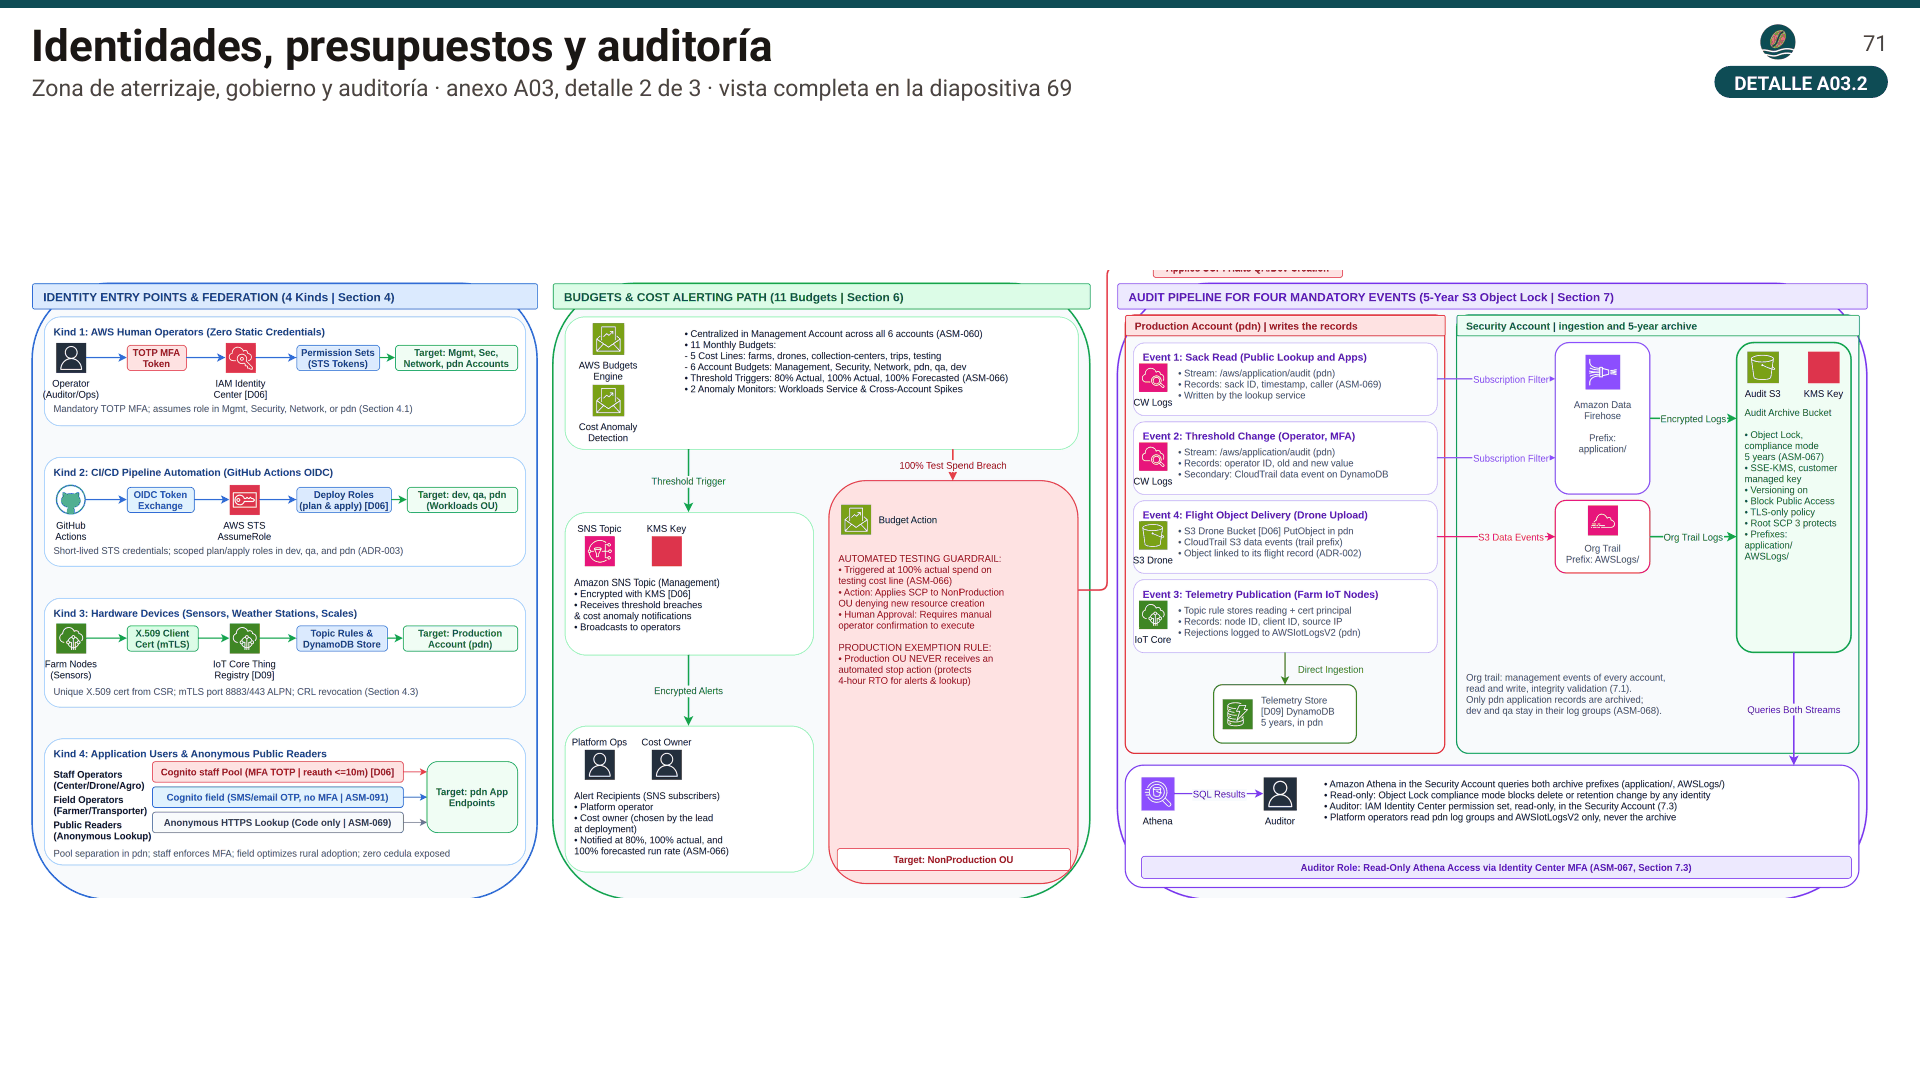 Identidades, presupuestos y auditoría
71
Zona de aterrizaje, gobierno y auditoría · anexo A03, detalle 2 de 3 · vista completa en la diapositiva 69
DETALLE A03.2
IDENTITY ENTRY POINTS & FEDERATION (4 Kinds | Section 4)
Kind 1: AWS Human Operators (Zero Static Credentials)
TOTP MFA
Token
Permission Sets
(STS Tokens)
Target: Mgmt, Sec,
Network, pdn Accounts
Operator
(Auditor/Ops)
IAM Identity
Center [D06]
Mandatory TOTP MFA; assumes role in Mgmt, Security, Network, or pdn (Section 4.1)
Kind 2: CI/CD Pipeline Automation (GitHub Actions OIDC)
OIDC Token
Exchange
Deploy Roles
(plan & apply) [D06]
Target: dev, qa, pdn
(Workloads OU)
GitHub
Actions
AWS STS
AssumeRole
Short-lived STS credentials; scoped plan/apply roles in dev, qa, and pdn (ADR-003)
Kind 3: Hardware Devices (Sensors, Weather Stations, Scales)
X.509 Client
Cert (mTLS)
Topic Rules &
DynamoDB Store
Target: Production
Account (pdn)
Farm Nodes
(Sensors)
IoT Core Thing
Registry [D09]
Unique X.509 cert from CSR; mTLS port 8883/443 ALPN; CRL revocation (Section 4.3)
Kind 4: Application Users & Anonymous Public Readers
Staff Operators
(Center/Drone/Agro)
Cognito staff Pool (MFA TOTP | reauth <=10m) [D06]
Field Operators
(Farmer/Transporter)
Cognito field (SMS/email OTP, no MFA | ASM-091)
Public Readers
(Anonymous Lookup)
Anonymous HTTPS Lookup (Code only | ASM-069)
Target: pdn App
Endpoints
Pool separation in pdn; staff enforces MFA; field optimizes rural adoption; zero cedula exposed
BUDGETS & COST ALERTING PATH (11 Budgets | Section 6)
AWS Budgets
Engine
Cost Anomaly
Detection
• Centralized in Management Account across all 6 accounts (ASM-060)
• 11 Monthly Budgets:
- 5 Cost Lines: farms, drones, collection-centers, trips, testing
- 6 Account Budgets: Management, Security, Network, pdn, qa, dev
• Threshold Triggers: 80% Actual, 100% Actual, 100% Forecasted (ASM-066)
• 2 Anomaly Monitors: Workloads Service & Cross-Account Spikes
Threshold Trigger
100% Test Spend Breach
SNS Topic
KMS Key
Amazon SNS Topic (Management)
• Encrypted with KMS [D06]
• Receives threshold breaches
& cost anomaly notifications
• Broadcasts to operators
Encrypted Alerts
Platform Ops
Cost Owner
Alert Recipients (SNS subscribers)
• Platform operator
• Cost owner (chosen by the lead
at deployment)
• Notified at 80%, 100% actual, and
100% forecasted run rate (ASM-066)
Budget Action
AUTOMATED TESTING GUARDRAIL:
• Triggered at 100% actual spend on
testing cost line (ASM-066)
• Action: Applies SCP to NonProduction
OU denying new resource creation
• Human Approval: Requires manual
operator confirmation to execute
PRODUCTION EXEMPTION RULE:
• Production OU NEVER receives an
automated stop action (protects
4-hour RTO for alerts & lookup)
Target: NonProduction OU
AUDIT PIPELINE FOR FOUR MANDATORY EVENTS (5-Year S3 Object Lock | Section 7)
Production Account (pdn) | writes the records
Event 1: Sack Read (Public Lookup and Apps)
CW Logs
• Stream: /aws/application/audit (pdn)
• Records: sack ID, timestamp, caller (ASM-069)
• Written by the lookup service
Event 2: Threshold Change (Operator, MFA)
CW Logs
• Stream: /aws/application/audit (pdn)
• Records: operator ID, old and new value
• Secondary: CloudTrail data event on DynamoDB
Event 4: Flight Object Delivery (Drone Upload)
S3 Drone
• S3 Drone Bucket [D06] PutObject in pdn
• CloudTrail S3 data events (trail prefix)
• Object linked to its flight record (ADR-002)
Event 3: Telemetry Publication (Farm IoT Nodes)
IoT Core
• Topic rule stores reading + cert principal
• Records: node ID, client ID, source IP
• Rejections logged to AWSIotLogsV2 (pdn)
Direct Ingestion
Telemetry Store
[D09] DynamoDB
5 years, in pdn
Security Account | ingestion and 5-year archive
Subscription Filter
Subscription Filter
S3 Data Events
Amazon Data
Firehose
Prefix:
application/
Org Trail
Prefix: AWSLogs/
Encrypted Logs
Org Trail Logs
Audit S3
KMS Key
Audit Archive Bucket
• Object Lock,
compliance mode
5 years (ASM-067)
• SSE-KMS, customer
managed key
• Versioning on
• Block Public Access
• TLS-only policy
• Root SCP 3 protects
• Prefixes:
application/
AWSLogs/
Org trail: management events of every account,
read and write, integrity validation (7.1).
Only pdn application records are archived;
dev and qa stay in their log groups (ASM-068).
Queries Both Streams
Athena
SQL Results
Auditor
• Amazon Athena in the Security Account queries both archive prefixes (application/, AWSLogs/)
• Read-only: Object Lock compliance mode blocks delete or retention change by any identity
• Auditor: IAM Identity Center permission set, read-only, in the Security Account (7.3)
• Platform operators read pdn log groups and AWSIotLogsV2 only, never the archive
Auditor Role: Read-Only Athena Access via Identity Center MFA (ASM-067, Section 7.3)